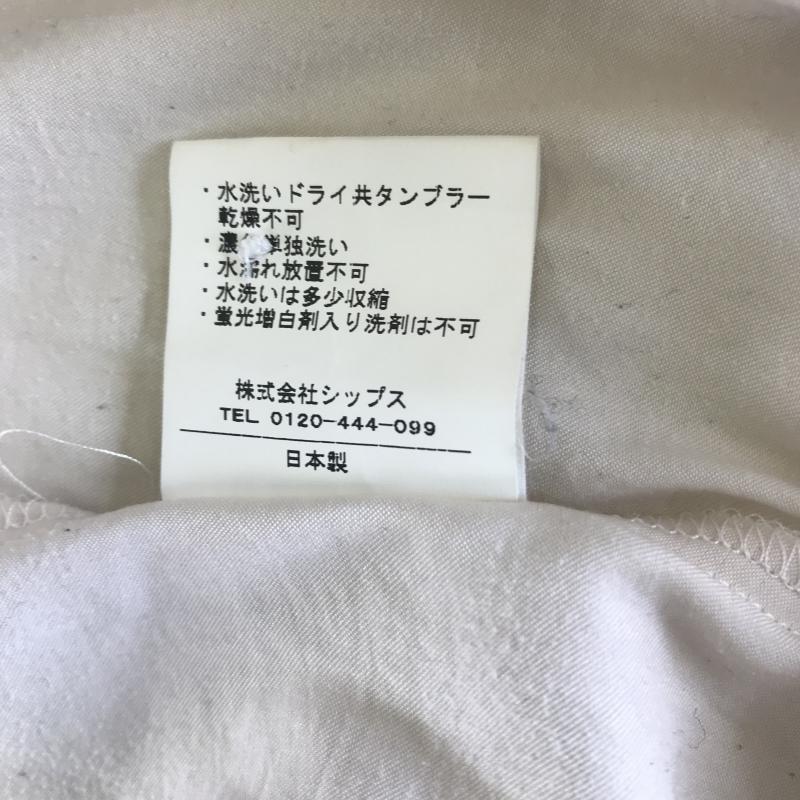 ・水洗いドライ共タンブラー
乾燥不可
・濃色単独洗い
・水濡れ放置不可
・水洗いは多少収縮
・蛍光増白剤入り洗剤は不可
株式会社シップス
TEL 0120-444-099
日本製